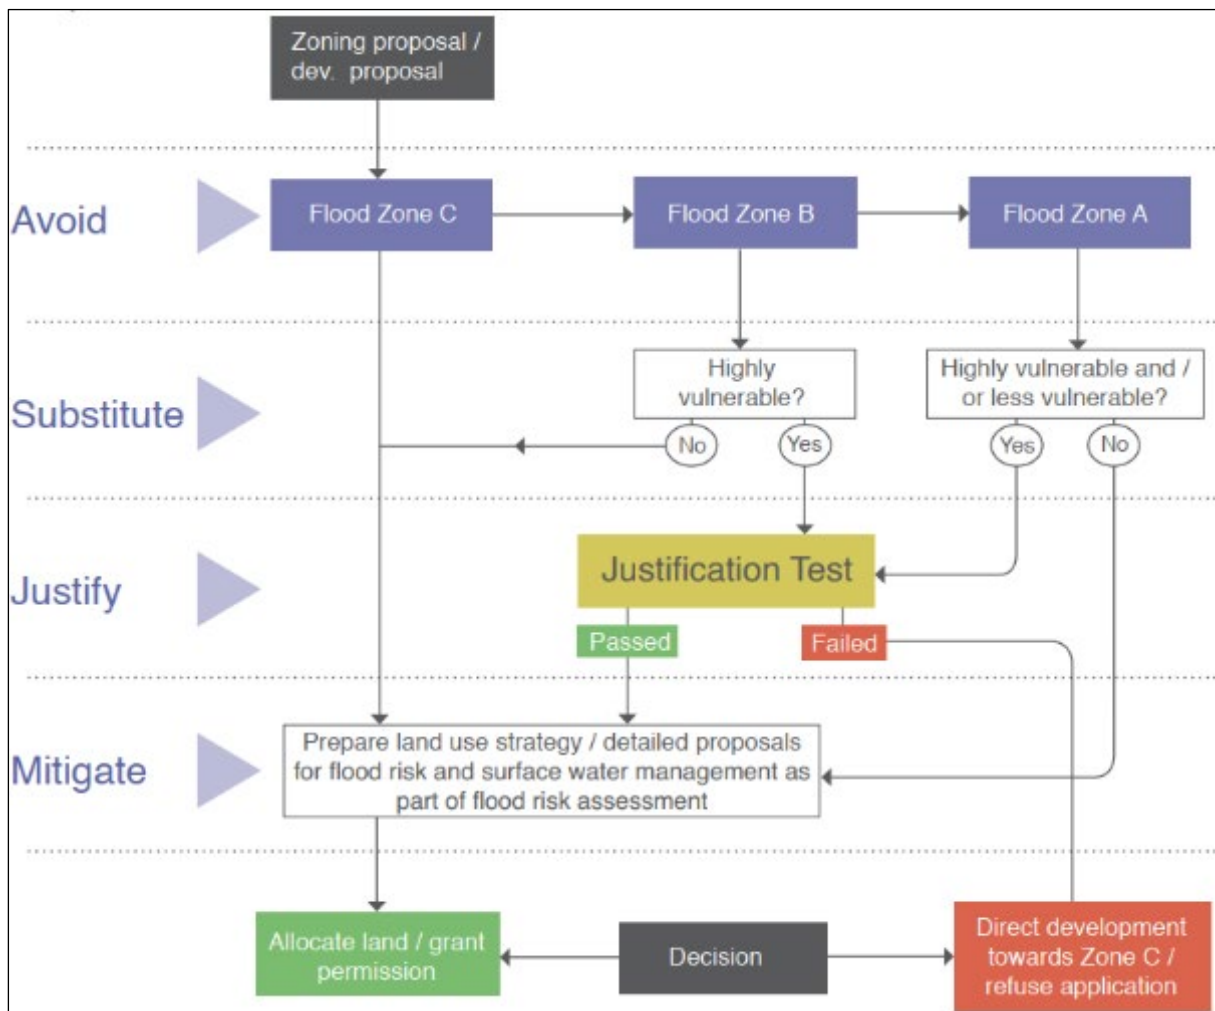 Zoning proposal /
dev. proposal
Avoid
Flood Zone C
Flood Zone B
Flood Zone A
Substitute
Highly
vulnerable?
No
Yes
Highly vulnerable and /
or less vulnerable?
Yes
No
Justify
Justification Test
Passed
Failed
Mitigate
Prepare land use strategy / detailed proposals
for flood risk and surface water management as
part of flood risk assessment
Allocate land / grant
permission
Decision
Direct development
towards Zone C /
refuse application